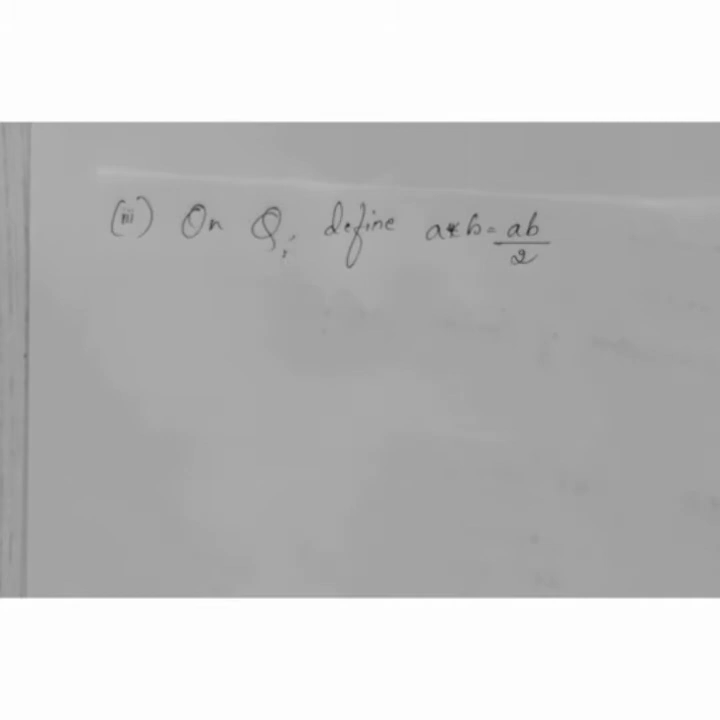 (iii) On Q, define a*b = ab/2